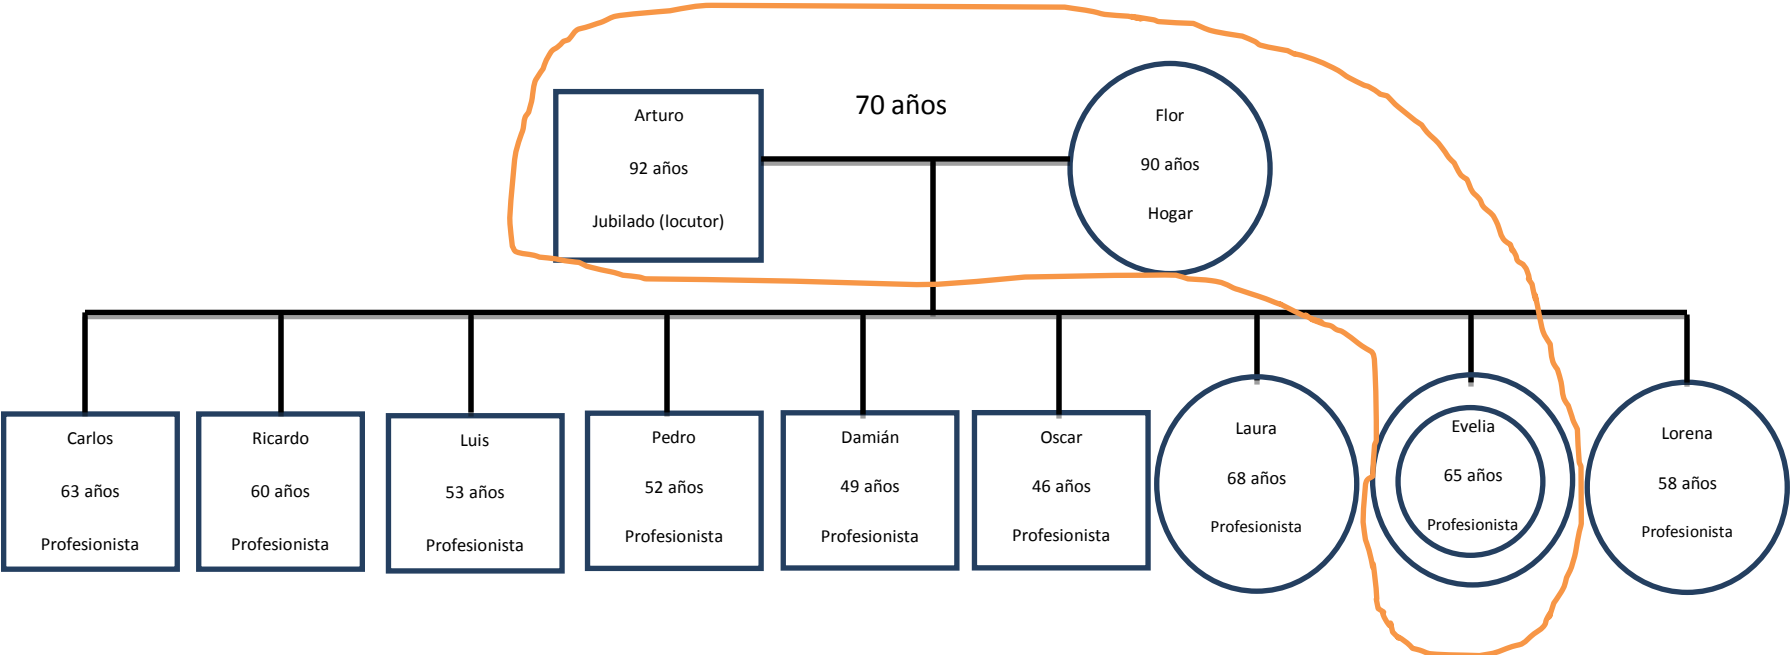 70 años
Arturo
92 años
Jubilado (locutor)
Flor
90 años
Hogar
Carlos
63 años
Profesionista
Ricardo
60 años
Profesionista
Luis
53 años
Profesionista
Pedro
52 años
Profesionista
Damián
49 años
Profesionista
Oscar
46 años
Profesionista
Laura
68 años
Profesionista
Evelia
65 años
Profesionista
Lorena
58 años
Profesionista